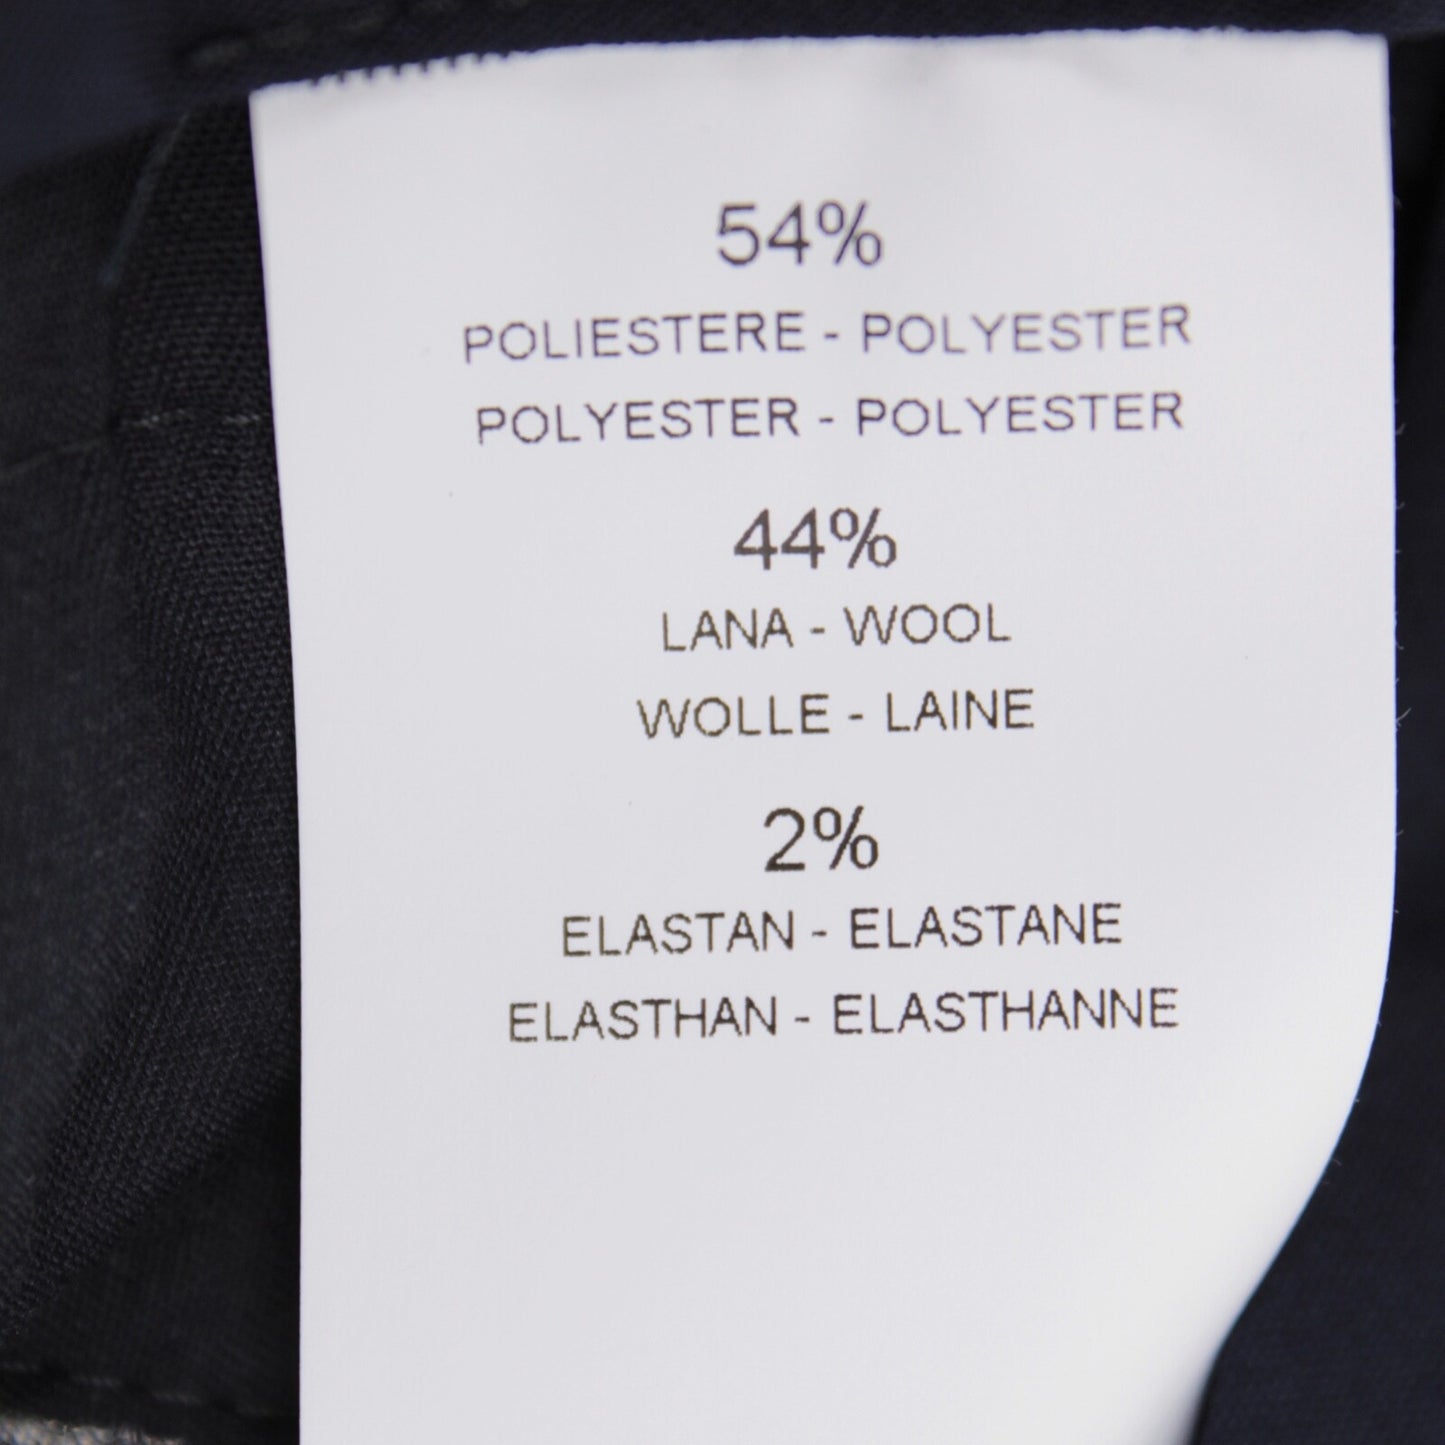 54%
POLIESTERE - POLYESTER
POLYESTER - POLYESTER
44%
LANA - WOOL
WOLLE - LAINE
2%
ELASTAN - ELASTANE
ELASTHAN - ELASTHANNE